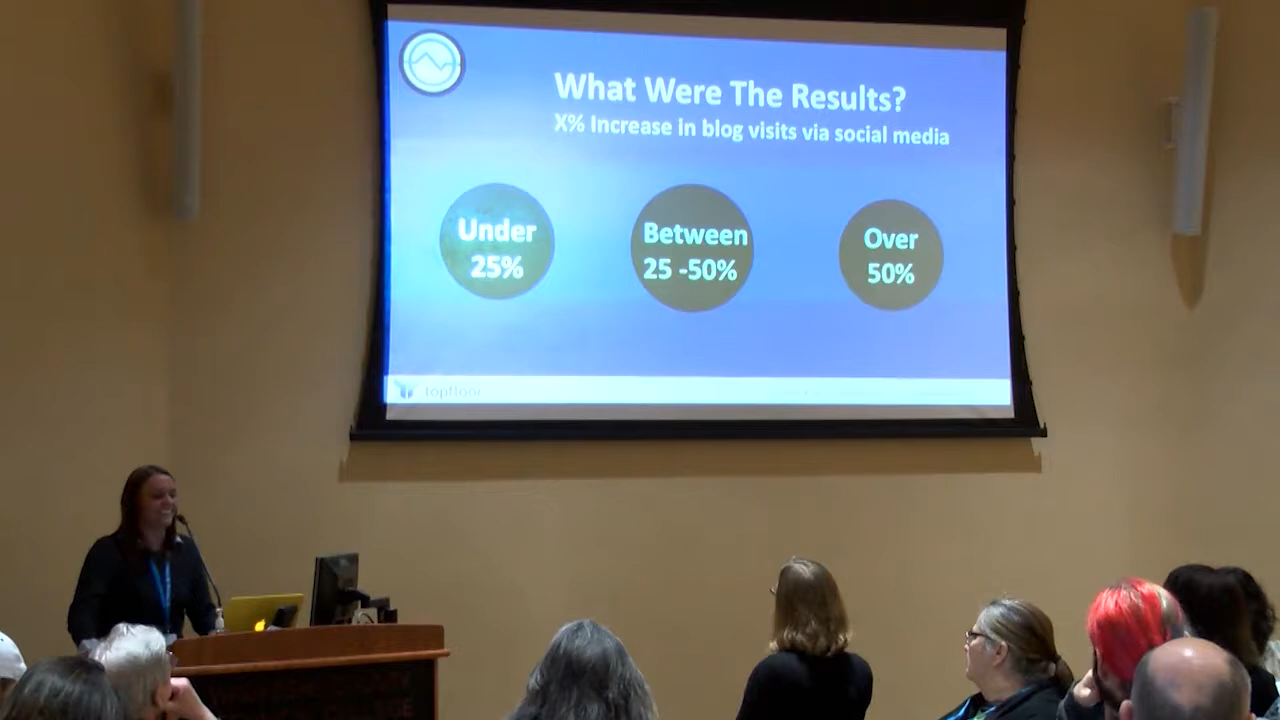 What Were The Results?
X% Increase in blog visits via social media
Under
25%
Between
25 -50%
Over
50%
topfloor